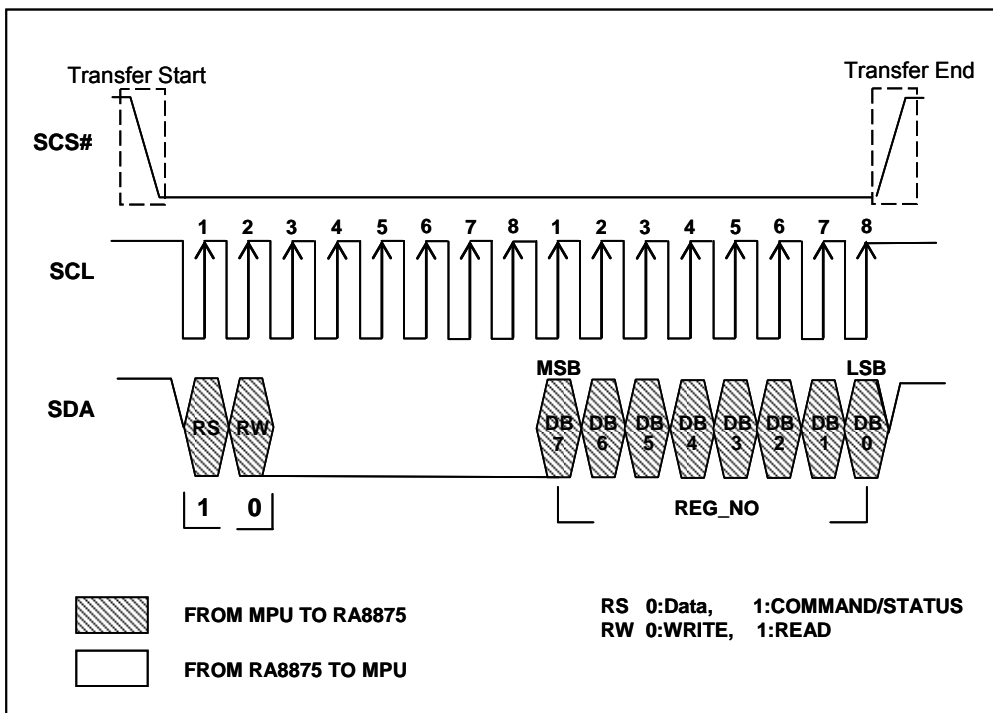 Transfer Start
Transfer End
SCS#
1 2 3 4 5 6 7 8 1 2 3 4 5 6 7 8
SCL
MSB
LSB
SDA
RS RW DB 7 DB 6 DB 5 DB 4 DB 3 DB 2 DB 1 DB 0
1 0
REG_NO
FROM MPU TO RA8875
RS 0:Data, 1:COMMAND/STATUS
RW 0:WRITE, 1:READ
FROM RA8875 TO MPU